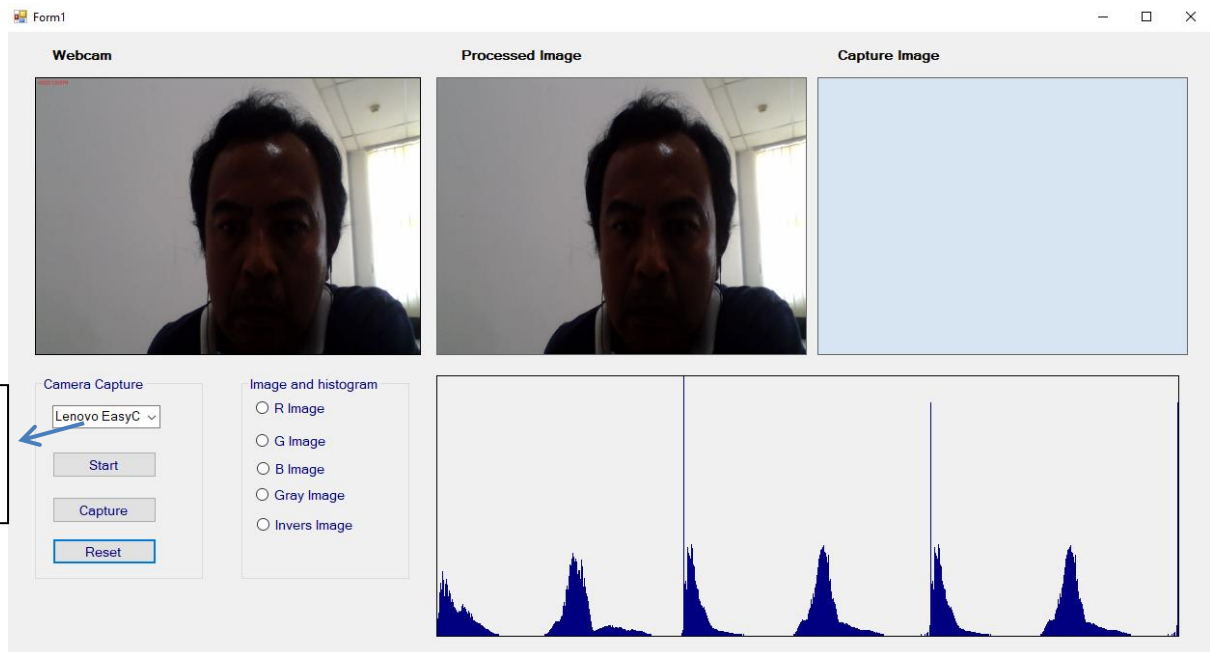 Form1
Webcam
Processed Image
Capture Image
Camera Capture
Lenovo EasyC
Start
Capture
Reset
Image and histogram
R Image
G Image
B Image
Gray Image
Invers Image